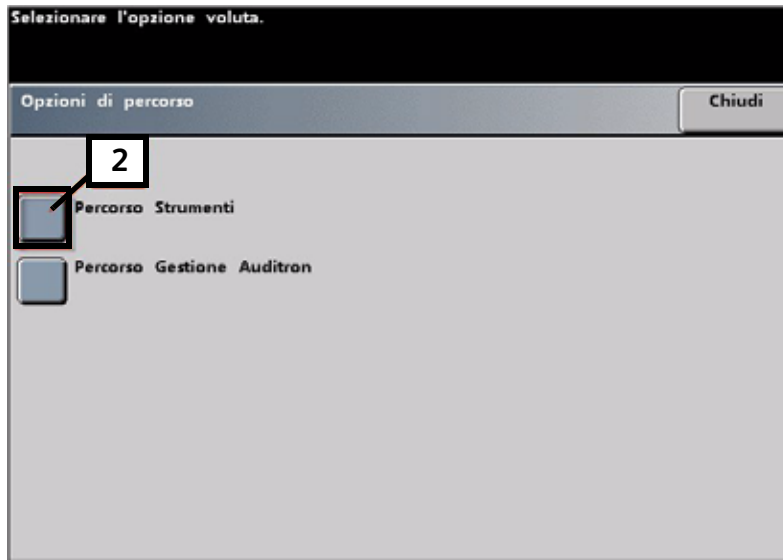 Selezionare l'opzione voluta.
Opzioni di percorso
Chiudi
2
Percorso Strumenti
Percorso Gestione Auditron